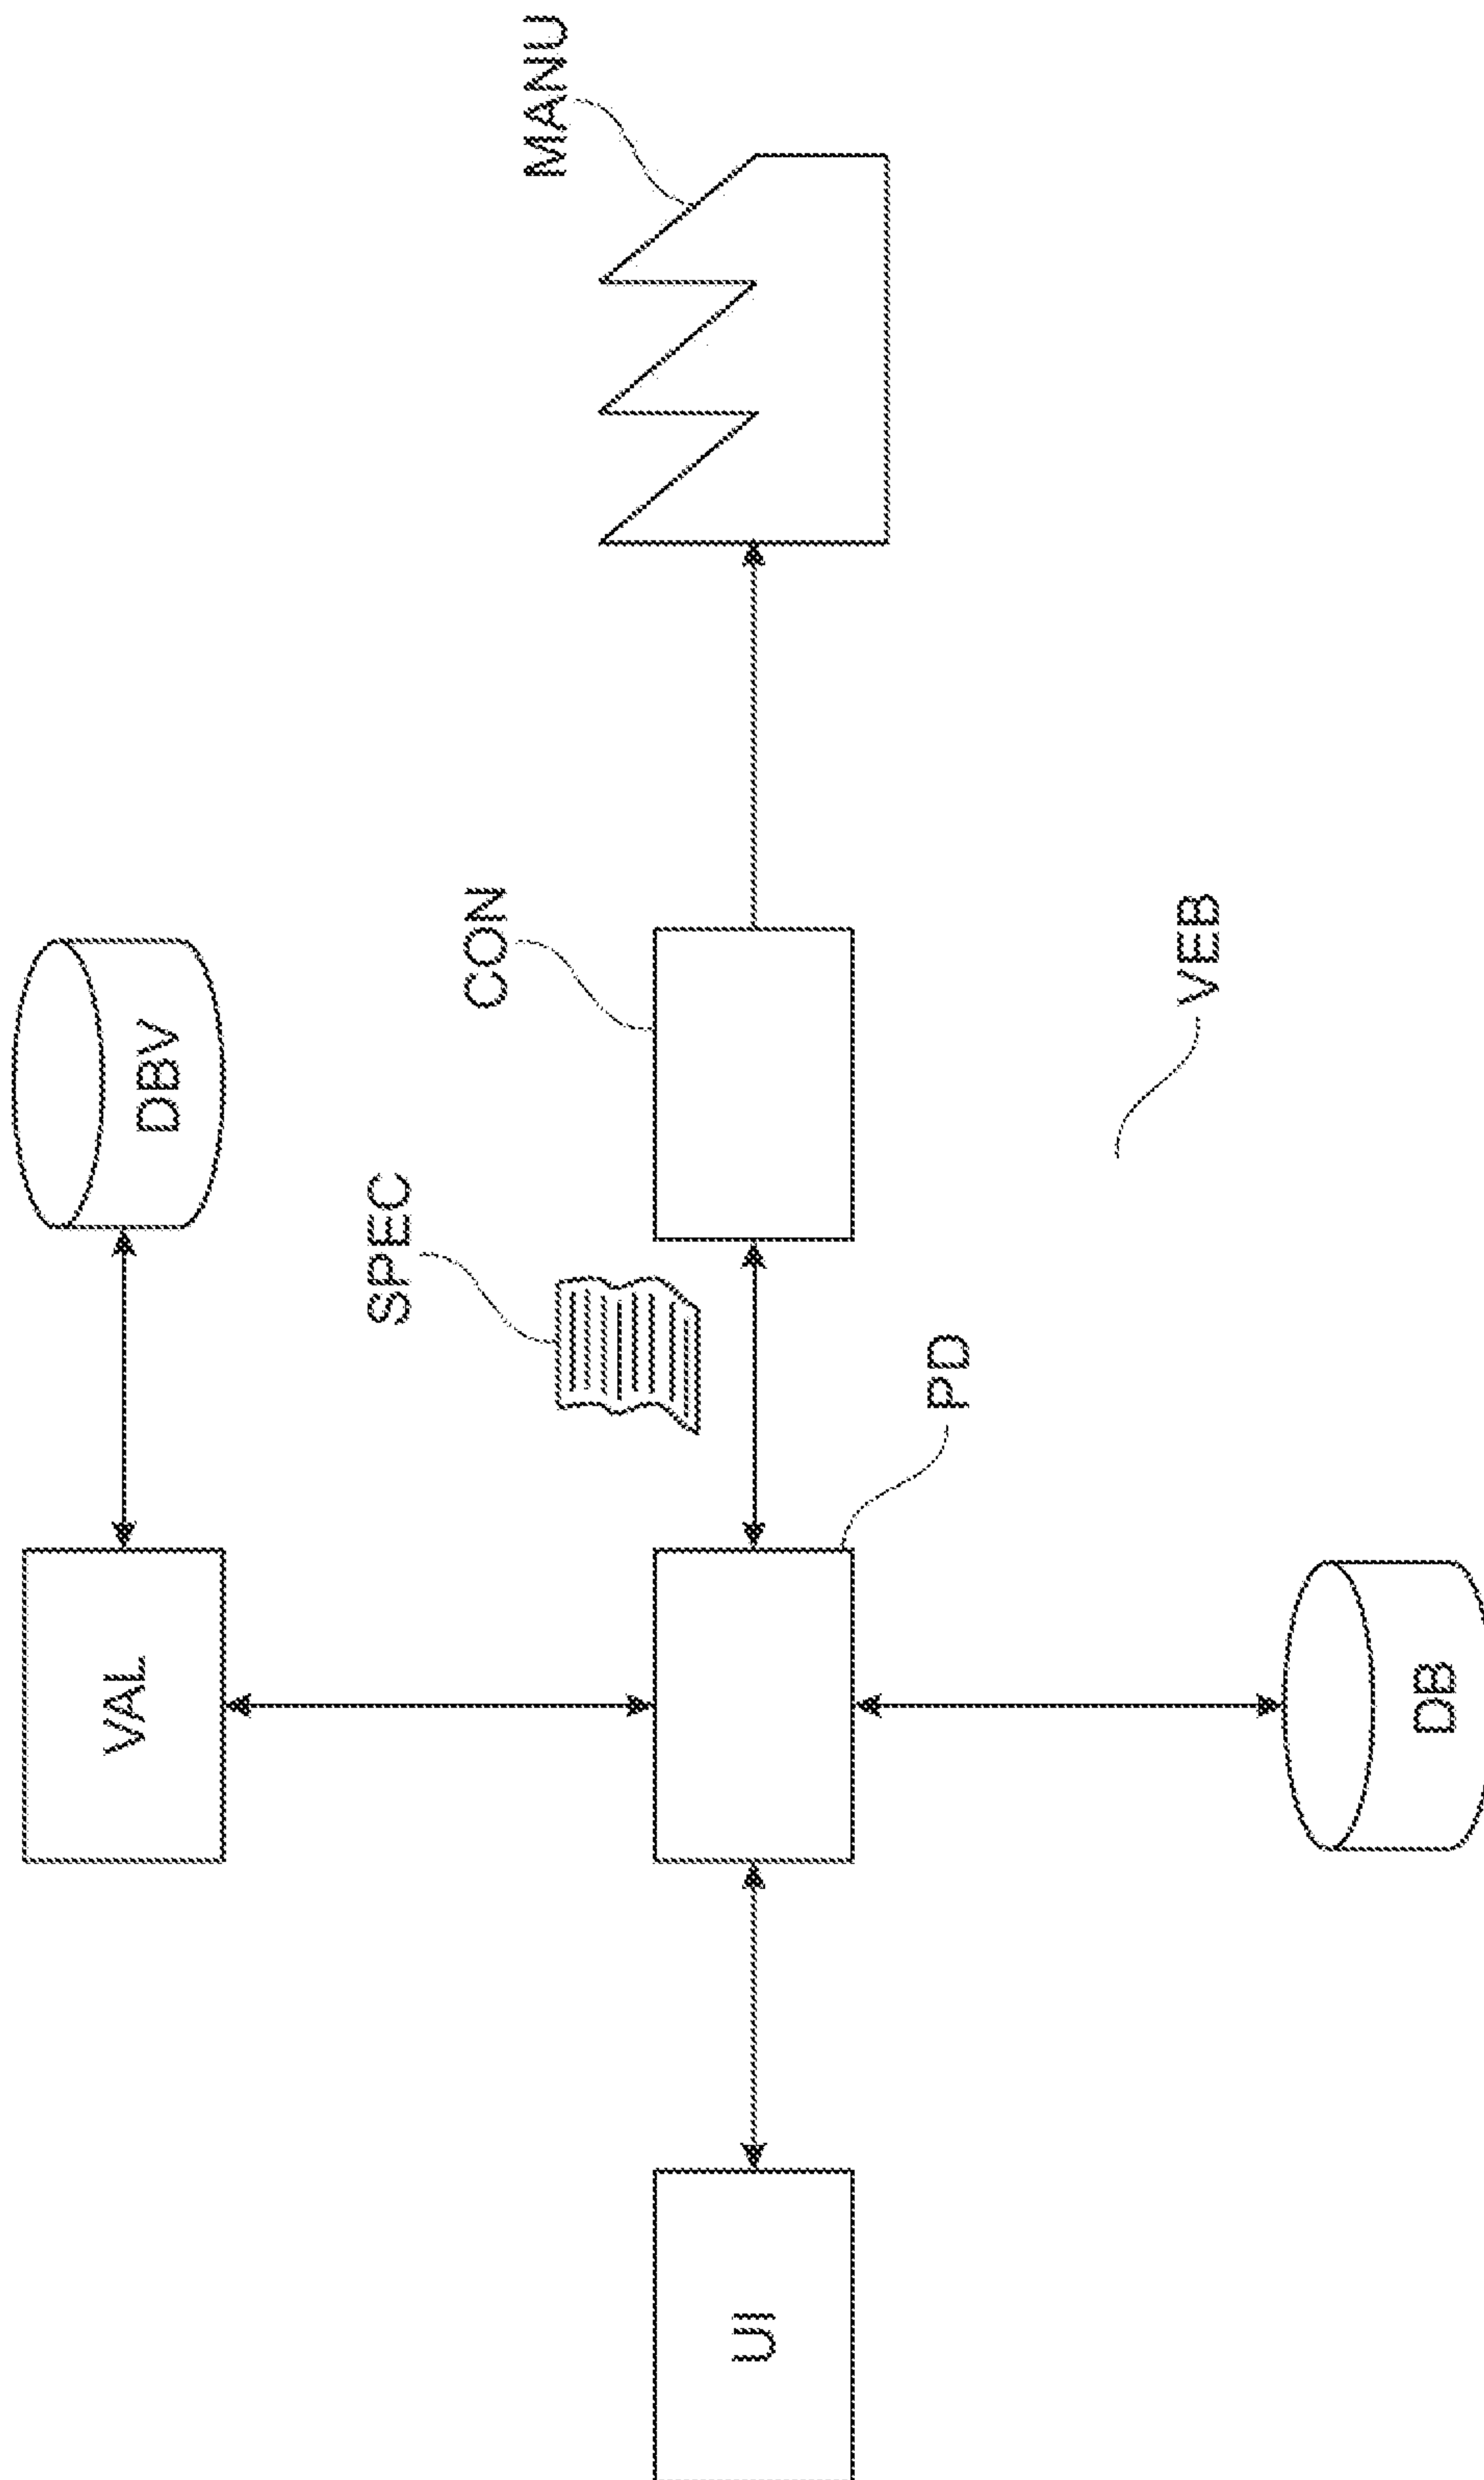 VAL
DBV
SPEC
CON
MANU
UI
PD
VEB
DB